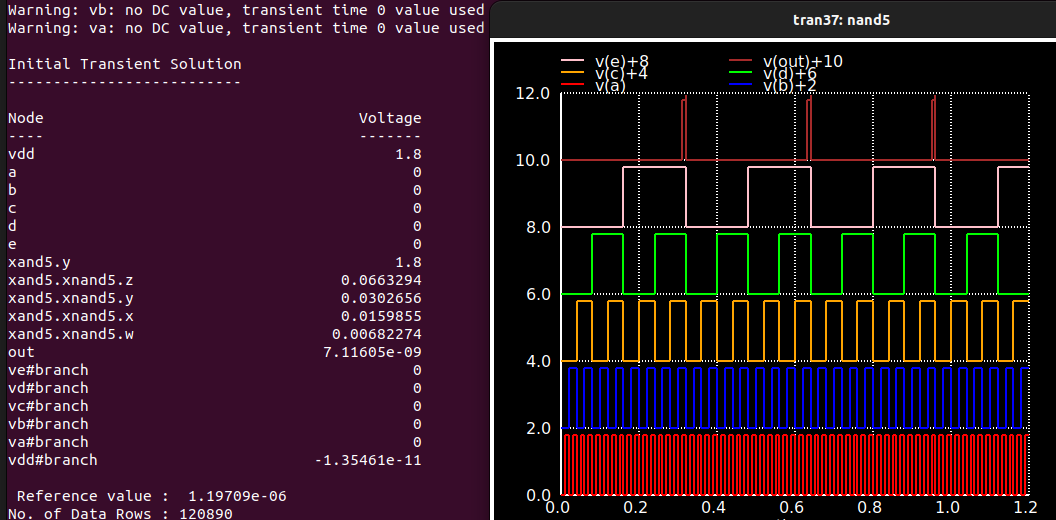 Warning: vb: no DC value, transient time 0 value used
Warning: va: no DC value, transient time 0 value used
Initial Transient Solution
--------------------------
Node Voltage
---- -------
vdd 1.8
a 0
b 0
c 0
d 0
e 0
xand5.y 1.8
xand5.xnand5.z 0.0663294
xand5.xnand5.y 0.0302656
xand5.xnand5.x 0.0159855
xand5.xnand5.w 0.00682274
out 7.11605e-09
ve#branch 0
vd#branch 0
vc#branch 0
vb#branch 0
va#branch 0
vdd#branch -1.35461e-11
Reference value : 1.19709e-06
No. of Data Rows : 120890
tran37: nand5
v(e)+8 v(out)+10
v(c)+4 v(d)+6
v(a) v(b)+2
12.0
10.0
8.0
6.0
4.0
2.0
0.0
0.0 0.2 0.4 0.6 0.8 1.0 1.2